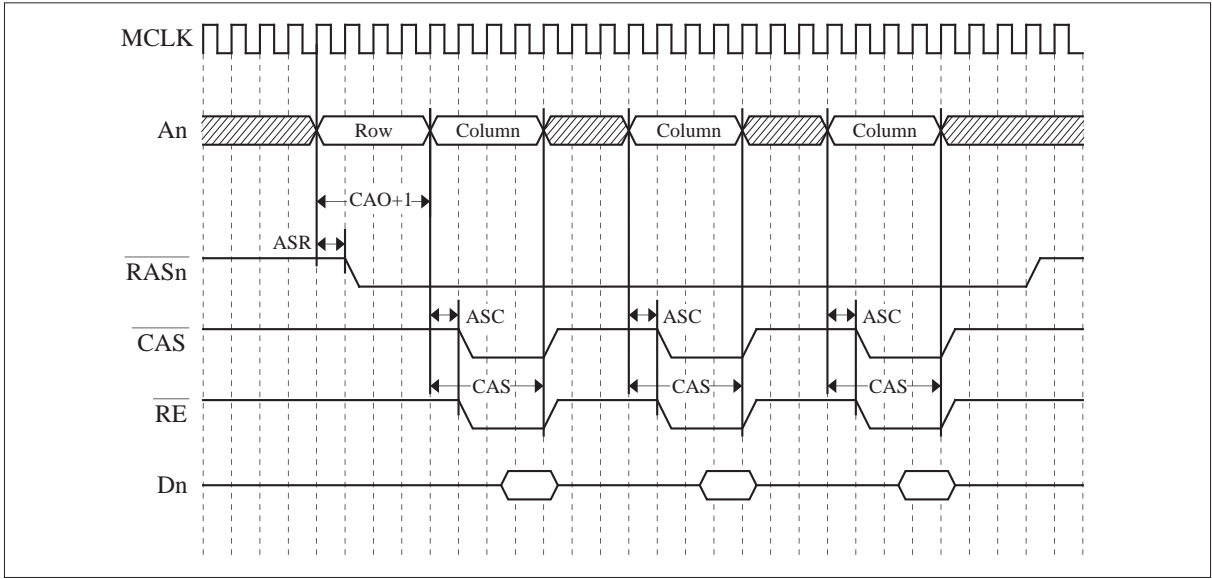 MCLK
An
Row Column Column Column
CAO+1
ASR
RASn
ASC ASC ASC
CAS
CAS CAS CAS
RE
Dn